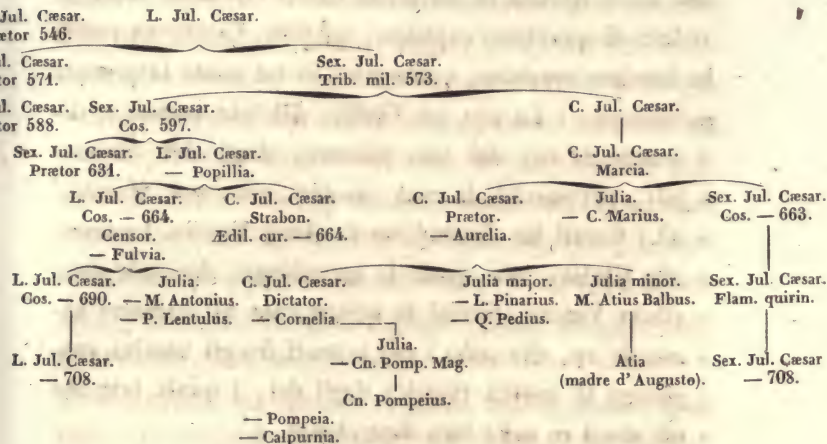 Jul. Cæsar. L. Jul. Cæsar.
546.
Cæsar. Sex. Jul. Cæsar.
571. Trib. mil. 573.
Cæsar. Sex. Jul. Cæsar. C. Jul. Cæsar.
588. Cos. 597.
Sex. Jul. Cæsar. L. Jul. Cæsar. C. Jul. Cæsar.
Prætor 631. — Popillia. Marcia.
L. Jul. Cæsar. C. Jul. Cæsar. C. Jul. Cæsar. Julia. Sex. Jul. Cæsar.
Cos. — 664. Strabon. Prætor. — C. Marius. Cos. — 663.
Censor. Ædil. cur. — 664. — Aurelia.
— Fulvia.
L. Jul. Cæsar. Julia. C. Jul. Cæsar. Julia major. Julia minor. Sex. Jul. Cæsar.
Cos. — 690. — M. Antonius. Dictator. — L. Pinarius. M. Atius Balbus. Flam. quirin.
— P. Lentulus. — Cornelia — Q. Pedius.
L. Jul. Cæsar. Julia. Atia Sex. Jul. Cæsar
— 708. — Cn. Pomp. Mag. (madre d'Augusto). — 708.
Cn. Pompeius.
— Pompeia.
— Calpurnia.